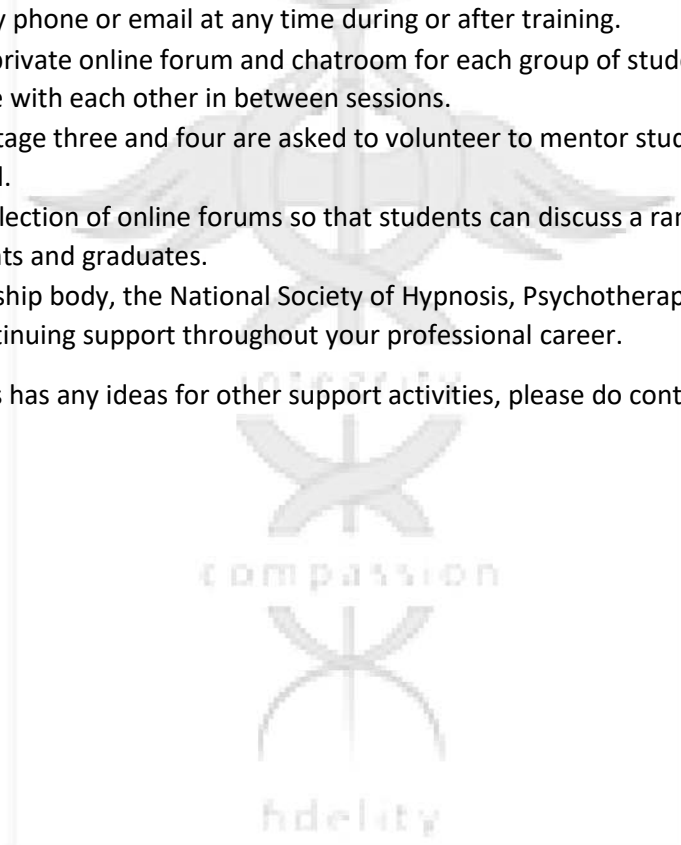 y phone or email at any time during or after training.
private online forum and chatroom for each group of stude
e with each other in between sessions.
tage three and four are asked to volunteer to mentor stud
l.
llection of online forums so that students can discuss a ran
nts and graduates.
ship body, the National Society of Hypnosis, Psychotherap
tinuing support throughout your professional career.
integrity
s has any ideas for other support activities, please do cont
compassion
fidelity